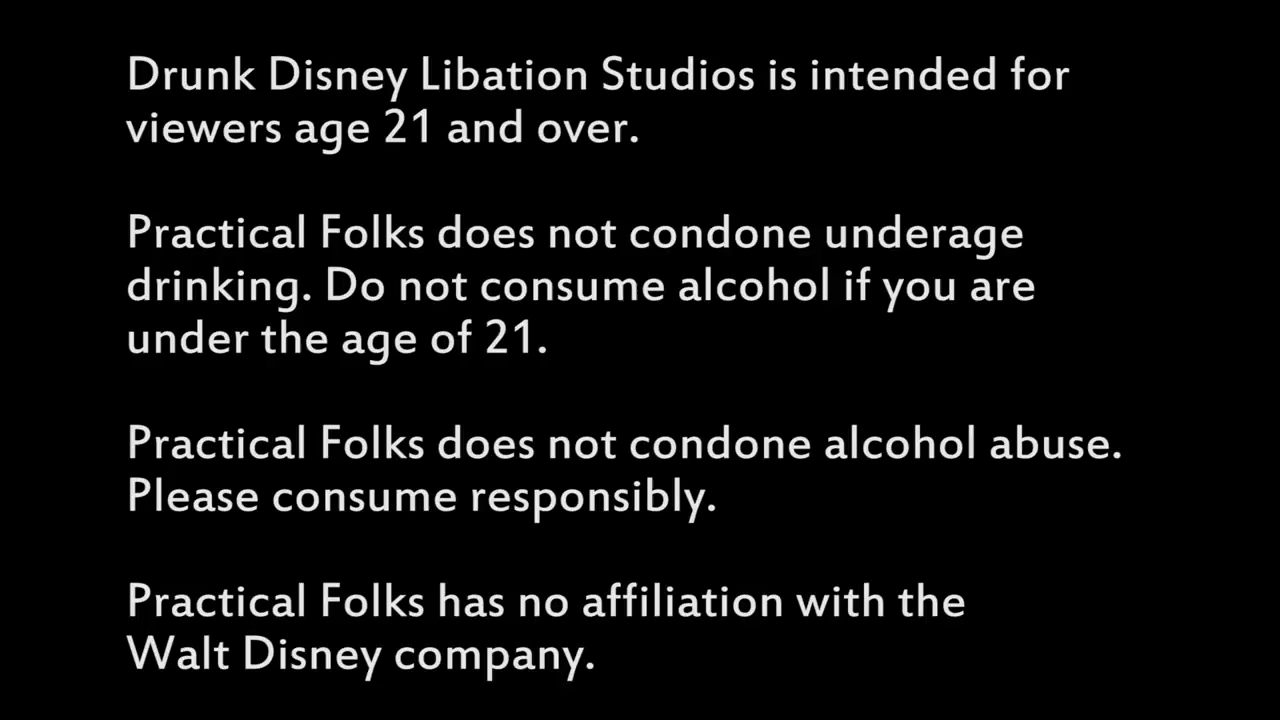 Drunk Disney Libation Studios is intended for
viewers age 21 and over.
Practical Folks does not condone underage
drinking. Do not consume alcohol if you are
under the age of 21.
Practical Folks does not condone alcohol abuse.
Please consume responsibly.
Practical Folks has no affiliation with the
Walt Disney company.